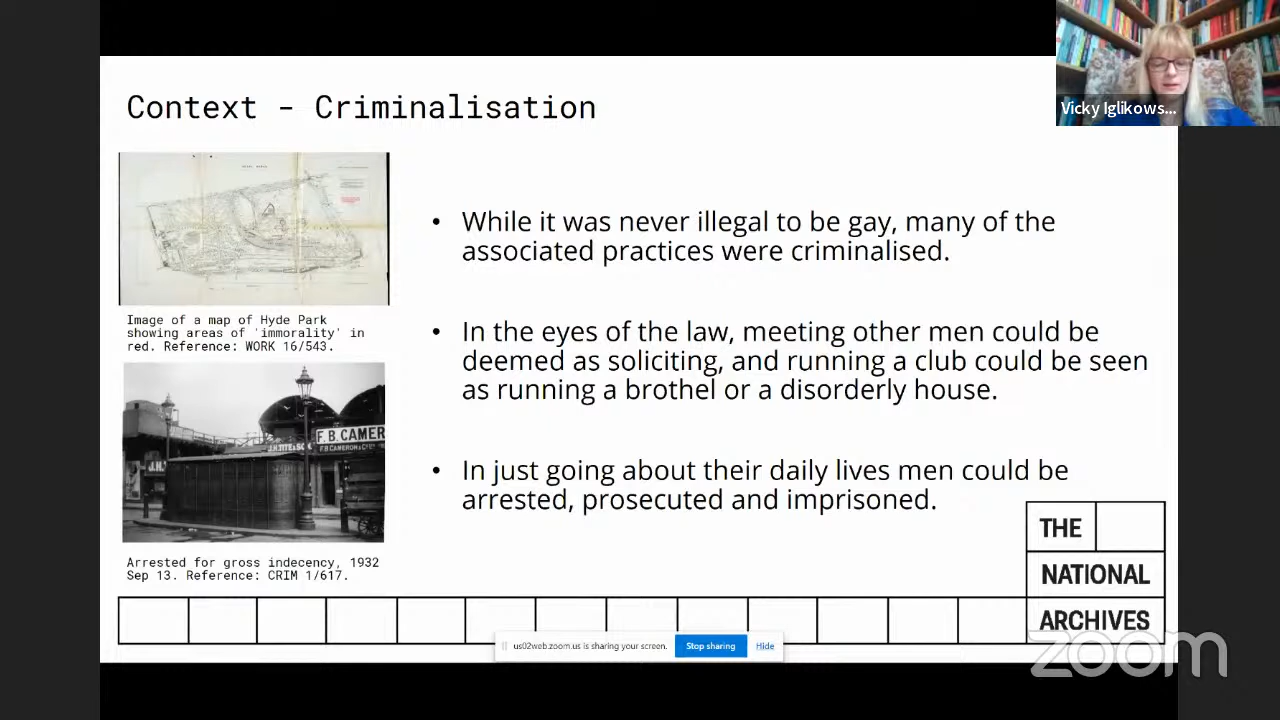 Context - Criminalisation
Vicky Iglikows...
• While it was never illegal to be gay, many of the
associated practices were criminalised.
Image of a map of Hyde Park
showing areas of 'immorality' in
red. Reference: WORK 16/543.
• In the eyes of the law, meeting other men could be
deemed as soliciting, and running a club could be seen
as running a brothel or a disorderly house.
F.B. CAMER
J.H.TITE&SO
F.B.CAMERON&C
J.H.
• In just going about their daily lives men could be
arrested, prosecuted and imprisoned.
Arrested for gross indecency, 1932
Sep 13. Reference: CRIM 1/617.
THE
NATIONAL
ARCHIVES
us02web.zoom.us is sharing your screen.
Stop sharing
Hide
zoom